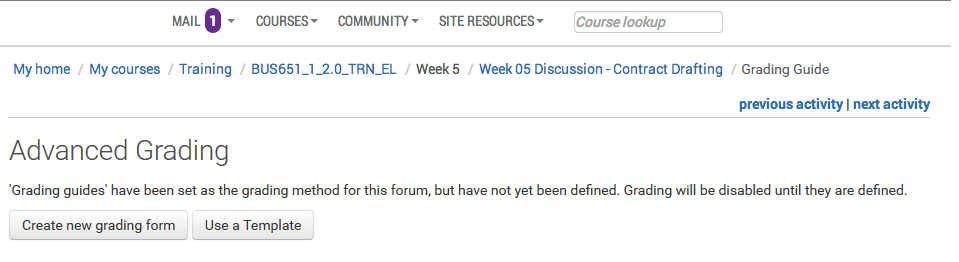 MAIL 1 COURSES COMMUNITY SITE RESOURCES Course lookup
My home / My courses / Training / BUS651_1_2.0_TRN_EL / Week 5 / Week 05 Discussion - Contract Drafting / Grading Guide
previous activity | next activity
Advanced Grading
'Grading guides' have been set as the grading method for this forum, but have not yet been defined. Grading will be disabled until they are defined.
Create new grading form Use a Template